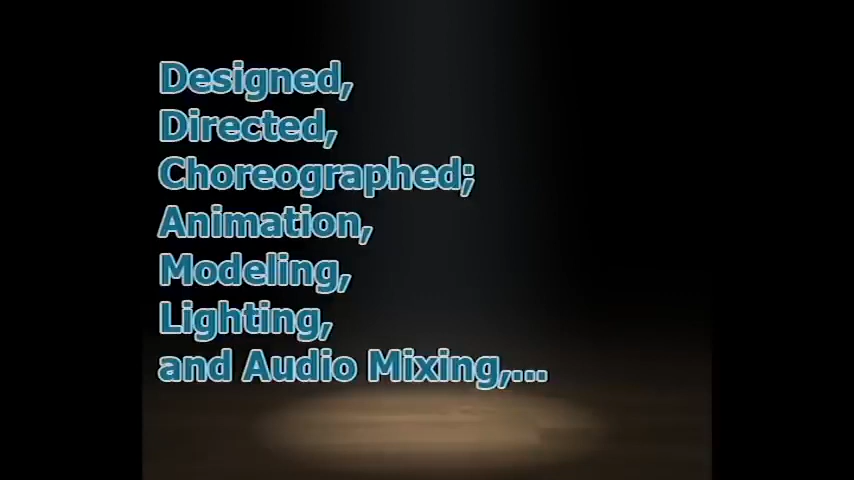 Designed,
Directed,
Choreographed;
Animation,
Modeling,
Lighting,
and Audio Mixing,...